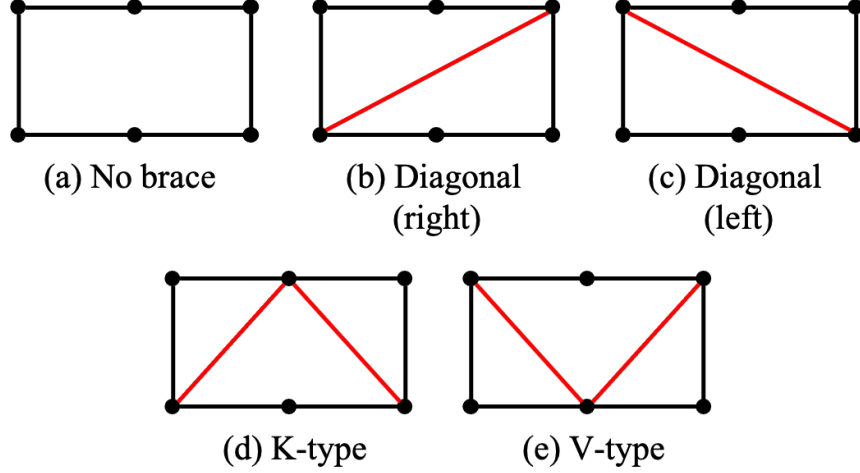 (a) No brace
(b) Diagonal
(right)
(c) Diagonal
(left)
(d) K-type
(e) V-type